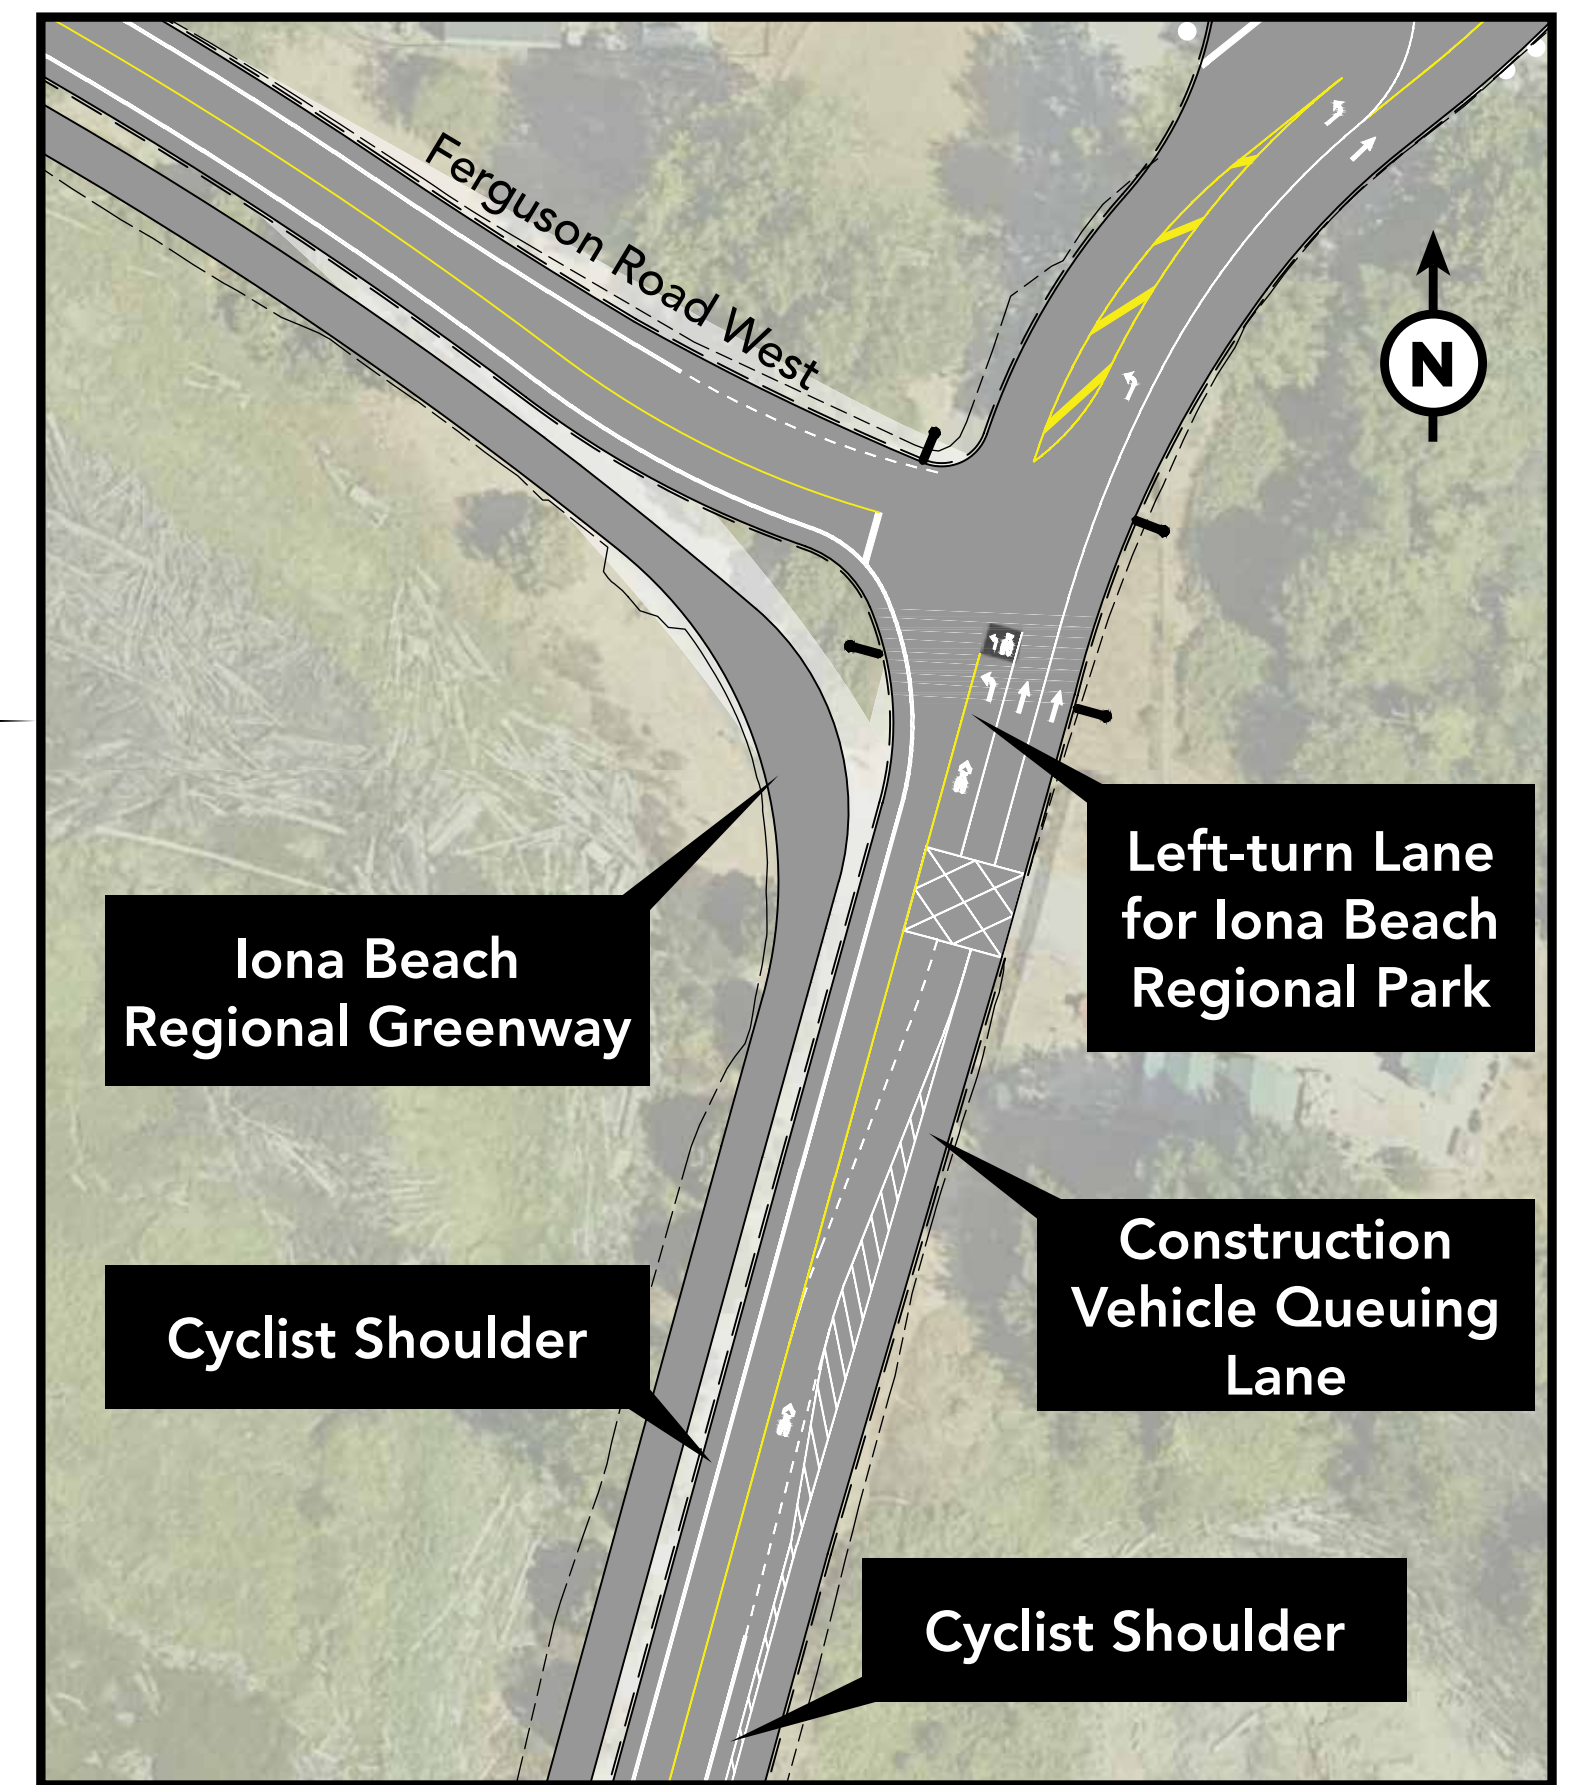 Ferguson Road West
N
Left-turn Lane
for Iona Beach
Regional Park
Iona Beach
Regional Greenway
Construction
Vehicle Queuing
Lane
Cyclist Shoulder
Cyclist Shoulder